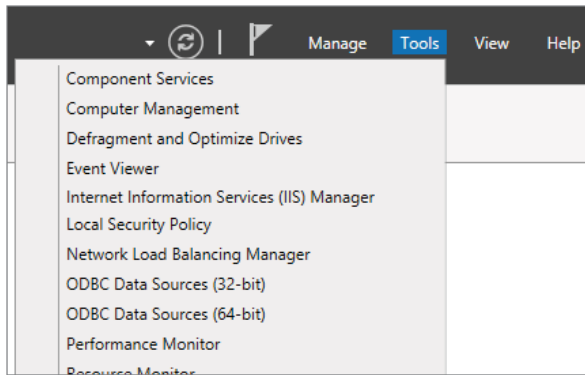 Manage Tools View Help
Component Services
Computer Management
Defragment and Optimize Drives
Event Viewer
Internet Information Services (IIS) Manager
Local Security Policy
Network Load Balancing Manager
ODBC Data Sources (32-bit)
ODBC Data Sources (64-bit)
Performance Monitor
Resource Monitor